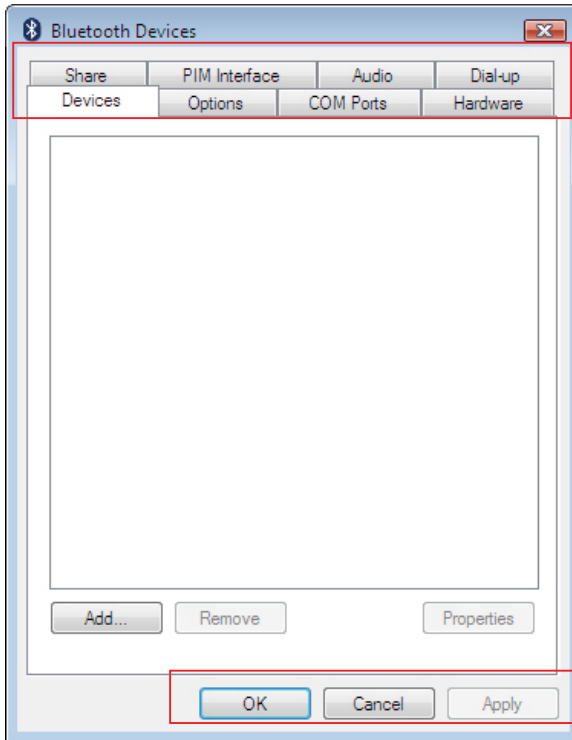 Bluetooth Devices
Share PIM Interface Audio Dial-up
Devices Options COM Ports Hardware
Add... Remove Properties
OK Cancel Apply